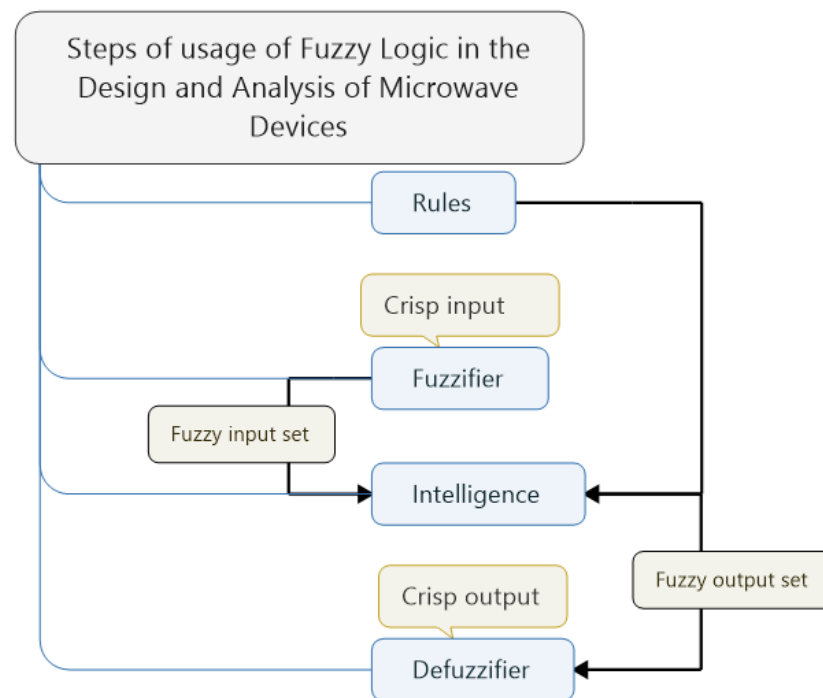 Steps of usage of Fuzzy Logic in the
Design and Analysis of Microwave
Devices
Rules
Crisp input
Fuzzifier
Fuzzy input set
Intelligence
Fuzzy output set
Crisp output
Defuzzifier